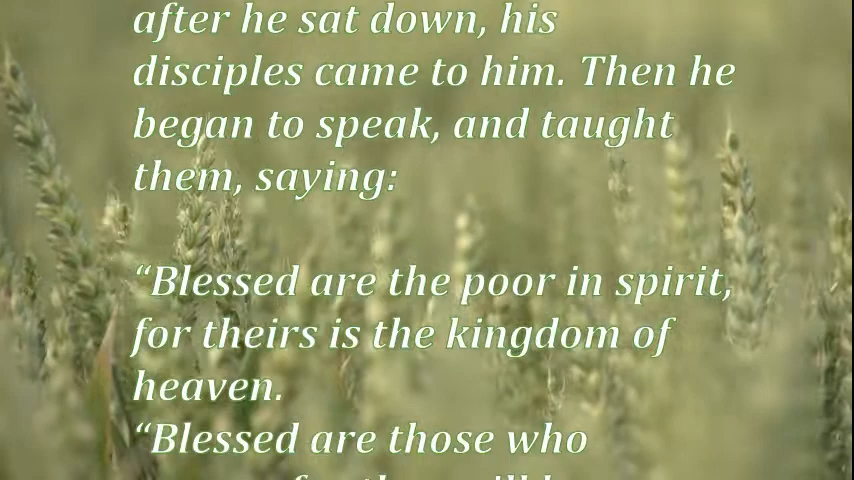 after he sat down, his
disciples came to him. Then he
began to speak, and taught
them, saying:
“Blessed are the poor in spirit,
for theirs is the kingdom of
heaven.
“Blessed are those who